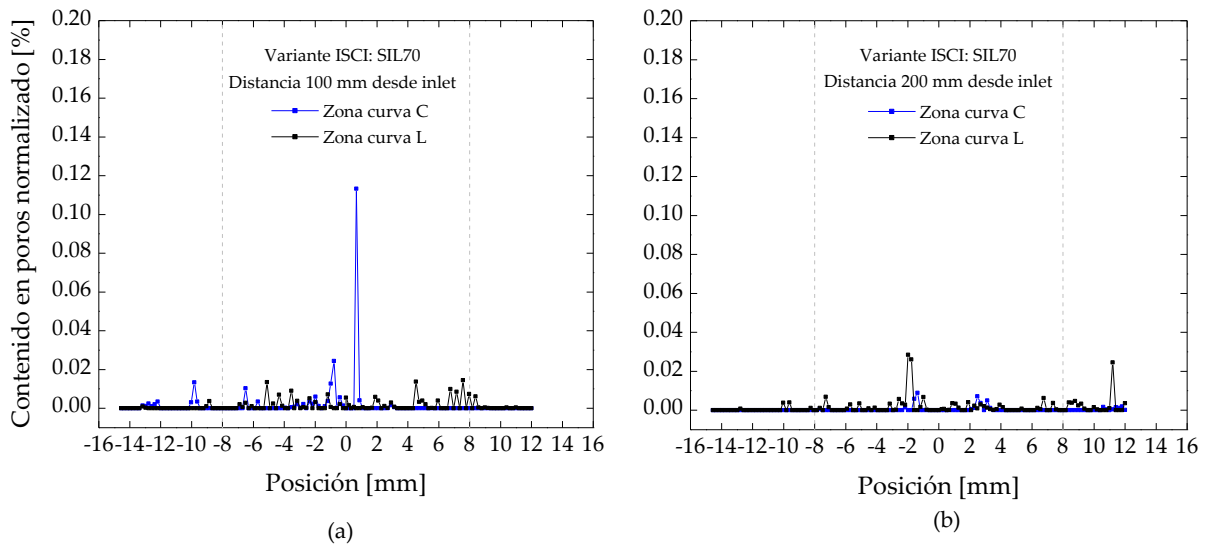 Contenido en poros normalizado [%]
0.20
0.18
0.16
0.14
0.12
0.10
0.08
0.06
0.04
0.02
0.00
Variante ISCI: SIL70
Distancia 100 mm desde inlet
Zona curva C
Zona curva L
-16 -14 -12 -10 -8 -6 -4 -2 0 2 4 6 8 10 12 14 16
Posición [mm]
(a)
0.20
0.18
0.16
0.14
0.12
0.10
0.08
0.06
0.04
0.02
0.00
Variante ISCI: SIL70
Distancia 200 mm desde inlet
Zona curva C
Zona curva L
-16 -14 -12 -10 -8 -6 -4 -2 0 2 4 6 8 10 12 14 16
Posición [mm]
(b)